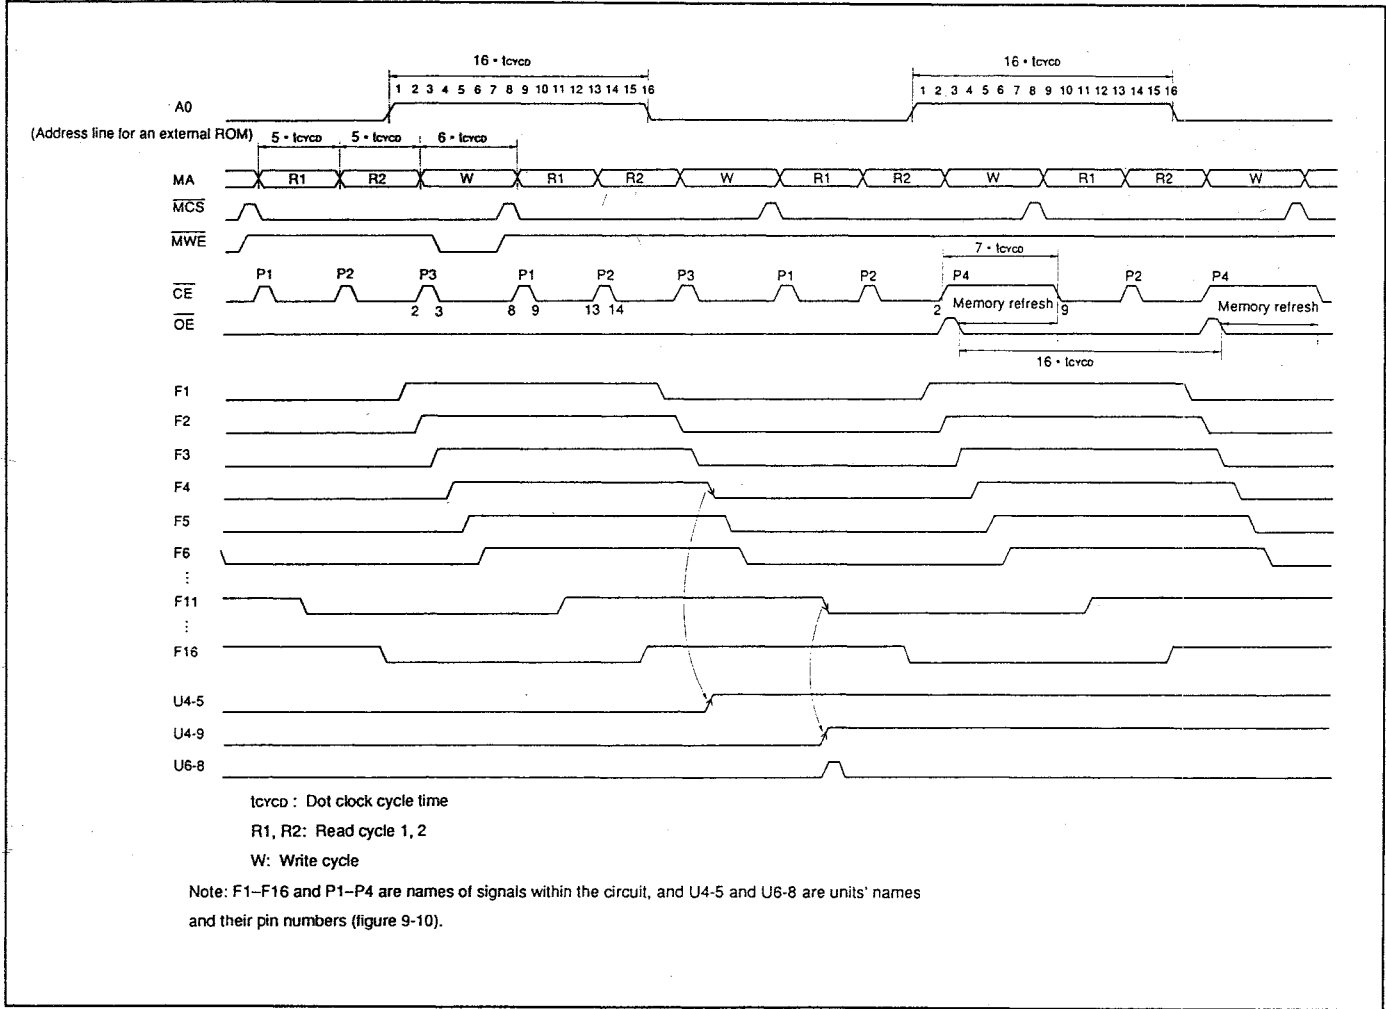 16 • tCYCD 16 • tCYCD
1 2 3 4 5 6 7 8 9 10 11 12 13 14 15 16 1 2 3 4 5 6 7 8 9 10 11 12 13 14 15 16
A0
(Address line for an external ROM)
5 • tCYCD 5 • tCYCD 6 • tCYCD
MA R1 R2 W R1 R2 W R1 R2 W R1 R2 W
MCS
MWE
7 • tCYCD
P1 P2 P3 P1 P2 P3 P1 P2 P4 P2 P4
CE
2 3 8 9 13 14 2 Memory refresh 9 Memory refresh
OE
16 • tCYCD
F1
F2
F3
F4
F5
F6
⋮
F11
⋮
F16
U4-5
U4-9
U6-8
tCYCD : Dot clock cycle time
R1, R2: Read cycle 1, 2
W: Write cycle
Note: F1–F16 and P1–P4 are names of signals within the circuit, and U4-5 and U6-8 are units' names
and their pin numbers (figure 9-10).